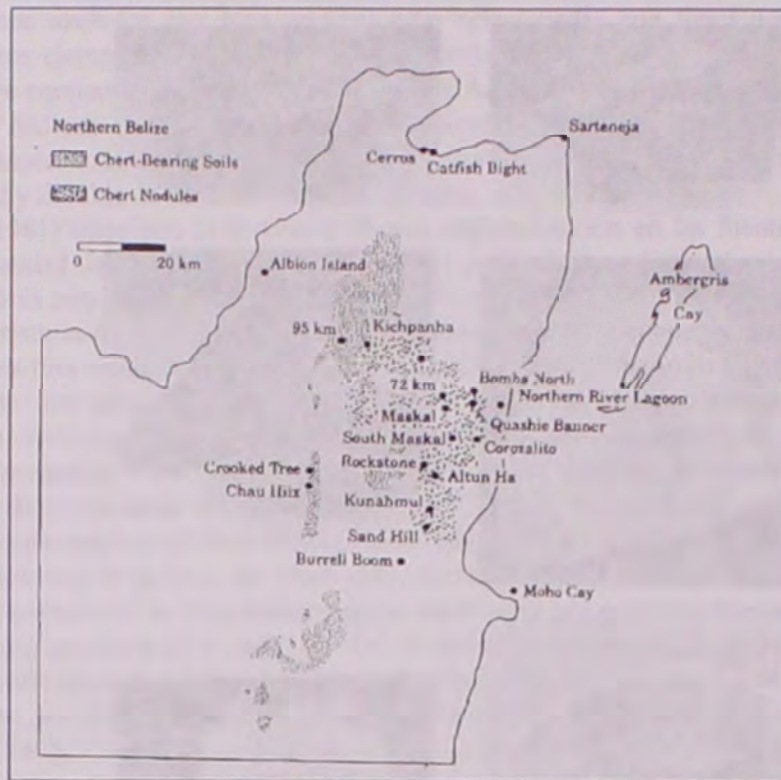 Northern Belize
Chert-Bearing Soils
Chert Nodules
0 20 km
Sarteneja
Cerros
Catfish Bight
Albion Island
Ambergris
Cay
95 km
Kichpanha
72 km
Bomba North
Northern River Lagoon
Maskal
Quashie Banner
South Maskal
Corozalito
Crooked Tree
Rockstone
Altun Ha
Chau Hiix
Kunahmul
Sand Hill
Burrell Boom
Moho Cay